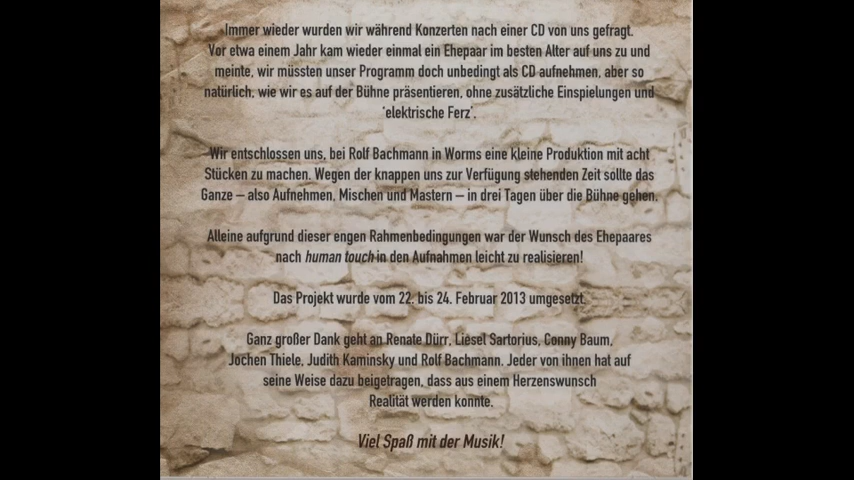 Immer wieder wurden wir während Konzerten nach einer CD von uns gefragt.
Vor etwa einem Jahr kam wieder einmal ein Ehepaar im besten Alter auf uns zu und
meinte, wir müssten unser Programm doch unbedingt als CD aufnehmen, aber so
natürlich, wie wir es auf der Bühne präsentieren, ohne zusätzliche Einspielungen und
'elektrische Ferz'.
Wir entschlossen uns, bei Rolf Bachmann in Worms eine kleine Produktion mit acht
Stücken zu machen. Wegen der knappen uns zur Verfügung stehenden Zeit sollte das
Ganze – also Aufnehmen, Mischen und Mastern – in drei Tagen über die Bühne gehen.
Alleine aufgrund dieser engen Rahmenbedingungen war der Wunsch des Ehepaares
nach human touch in den Aufnahmen leicht zu realisieren!
Das Projekt wurde vom 22. bis 24. Februar 2013 umgesetzt.
Ganz großer Dank geht an Renate Dürr, Liesel Sartorius, Conny Baum,
Jochen Thiele, Judith Kaminsky und Rolf Bachmann. Jeder von ihnen hat auf
seine Weise dazu beigetragen, dass aus einem Herzenswunsch
Realität werden konnte.
Viel Spaß mit der Musik!